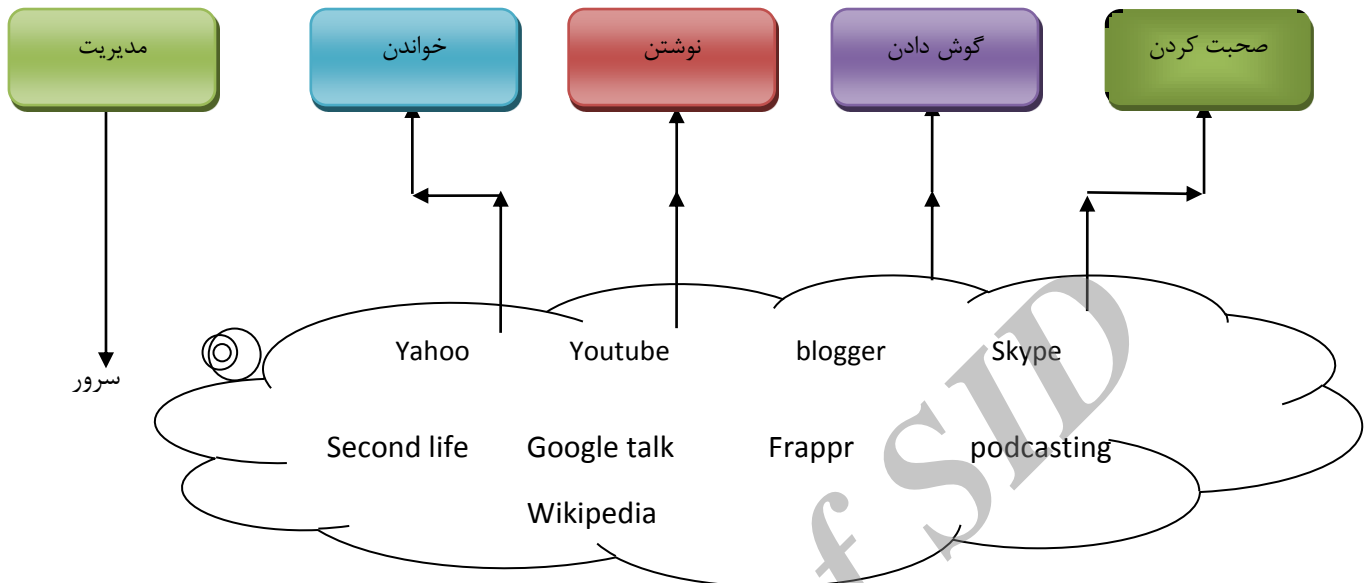 صحبت کردن
گوش دادن
نوشتن
خواندن
مدیریت
Yahoo Youtube blogger Skype
سرور
Second life Google talk Frappr podcasting
Wikipedia
f SID